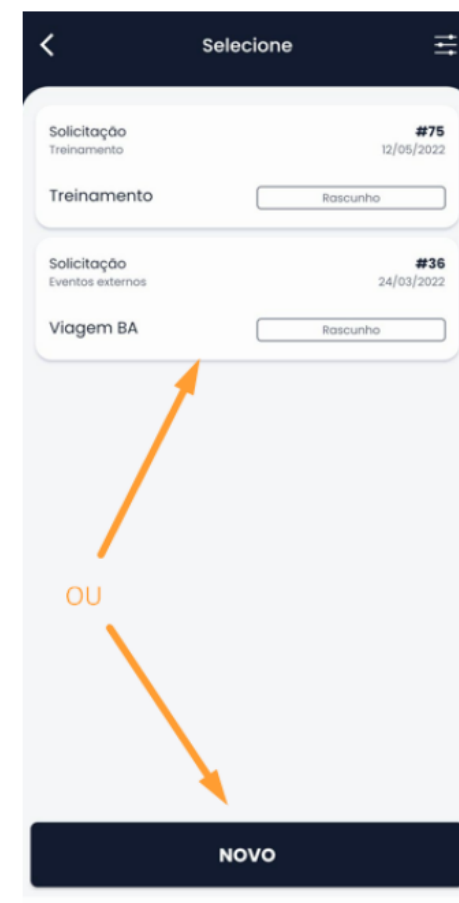 Selecione
Solicitação #75
Treinamento 12/05/2022
Treinamento Rascunho
Solicitação #36
Eventos externos 24/03/2022
Viagem BA Rascunho
OU
NOVO